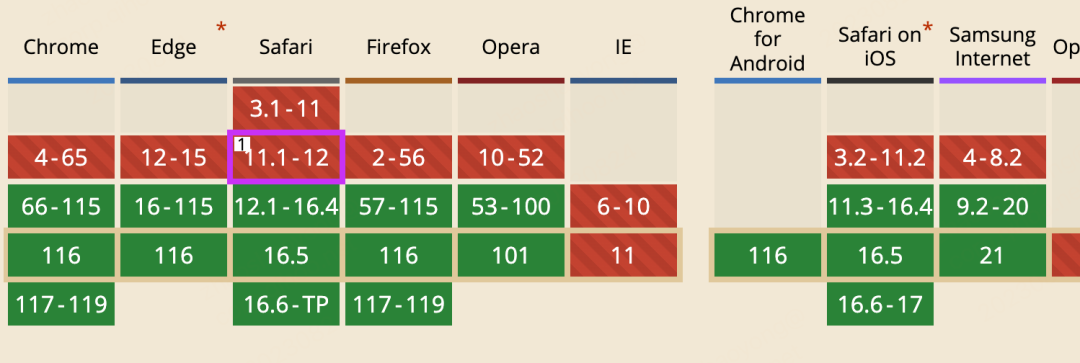 Chrome
Edge
*
Safari
Firefox
Opera
IE
Chrome
for
Android
Safari on*
iOS
Samsung
Internet
Op
3.1-11
4-65
12-15
1
11.1-12
2-56
10-52
3.2-11.2
4-8.2
66-115
16-115
12.1-16.4
57-115
53-100
6-10
11.3-16.4
9.2-20
116
116
16.5
116
101
11
116
16.5
21
117-119
16.6-TP
117-119
16.6-17